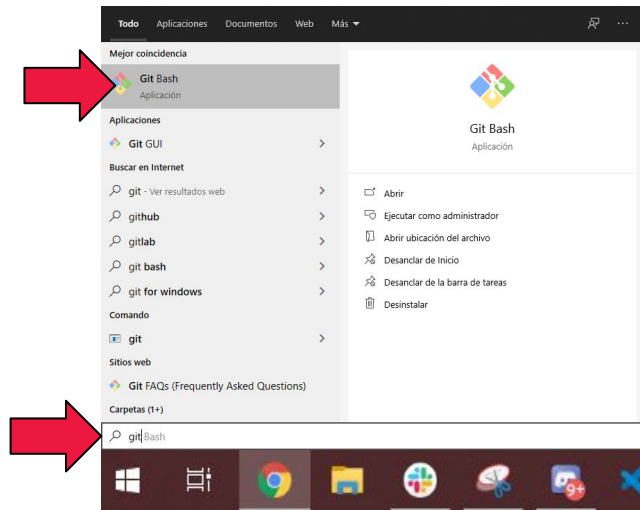 Todo Aplicaciones Documentos Web Más
Mejor coincidencia
Git Bash
Aplicación
Aplicaciones
Git GUI
Buscar en Internet
git - Ver resultados web
github
gitlab
git bash
git for windows
Comando
git
Sitios web
Git FAQs (Frequently Asked Questions)
Carpetas (1+)
git Bash
Git Bash
Aplicación
Abrir
Ejecutar como administrador
Abrir ubicación del archivo
Desanclar de Inicio
Desanclar de la barra de tareas
Desinstalar
9+